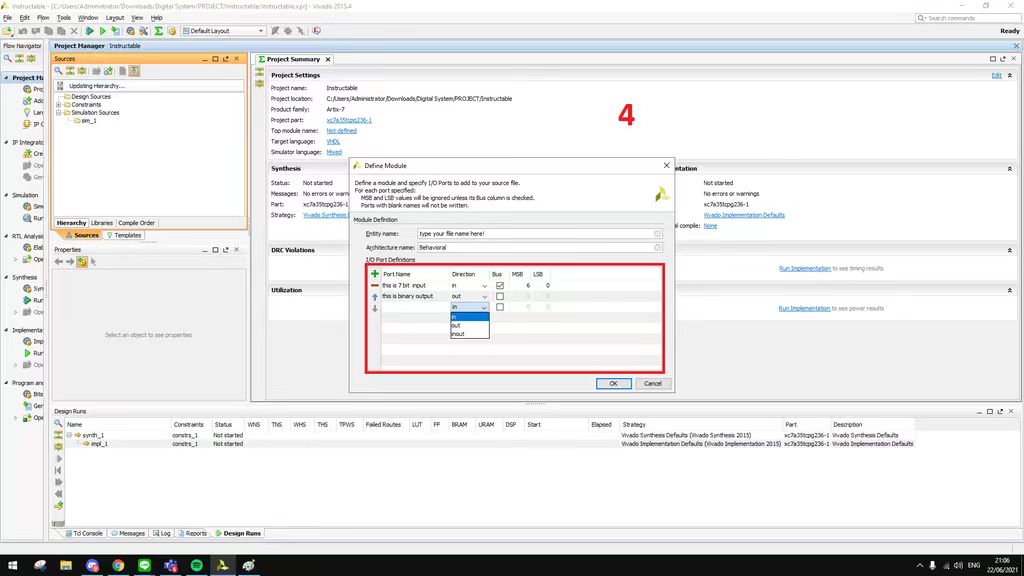 Instructable - [C:/Users/Administrator/Downloads/Digital System/PROJECT/Instructable/Instructable.xpr] - Vivado 2015.4
File Edit Flow Tools Window Layout View Help
Search commands
Default Layout
Ready
Flow Navigator
Project Manager - Instructable
Sources
Updating Hierarchy...
Design Sources
Constraints
Simulation Sources
sim_1
Hierarchy Libraries Compile Order
Sources Templates
Properties
Select an object to see properties
Project Summary
Project Settings
Edit
Project name: Instructable
Project location: C:/Users/Administrator/Downloads/Digital System/PROJECT/Instructable
Product family: Artix-7
Project part: xc7a35tcpg236-1
Top module name: Not defined
Target language: VHDL
Simulator language: Mixed
4
Synthesis
Status: Not started
Messages: No errors or warnings
Part:
Strategy: Vivado Synthesis
Not started
No errors or warnings
xc7a35tcpg236-1
Vivado Implementation Defaults
None
DRC Violations
Run Implementation to see timing results
Utilization
Run Implementation to see power results
Define Module
Define a module and specify I/O Ports to add to your source file.
For each port specified:
MSB and LSB values will be ignored unless its Bus column is checked.
Ports with blank names will not be written.
Module Definition
Entity name: type your file name here!
Architecture name: Behavioral
I/O Port Definitions
Port Name Direction Bus MSB LSB
this is 7 bit input in 6 0
this is binary output out 0 0
in 0 0
in
out
inout
OK Cancel
Design Runs
Name Constraints Status WNS TNS WHS THS TPWS Failed Routes LUT FF BRAM URAM DSP Start Elapsed Strategy Part Description
synth_1 constrs_1 Not started Vivado Synthesis Defaults (Vivado Synthesis 2015) xc7a35tcpg236-1 Vivado Synthesis Defaults
impl_1 constrs_1 Not started Vivado Implementation Defaults (Vivado Implementation 2015) xc7a35tcpg236-1 Vivado Implementation Defaults
Tcl Console Messages Log Reports Design Runs
ENG
21:06
22/06/2021